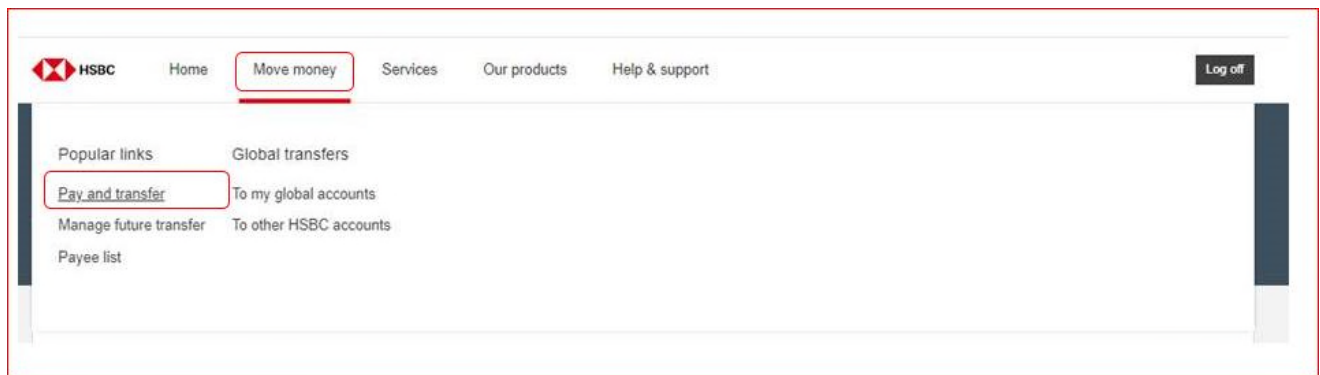 HSBC Home Move money Services Our products Help & support Log off
Popular links Global transfers
Pay and transfer To my global accounts
Manage future transfer To other HSBC accounts
Payee list